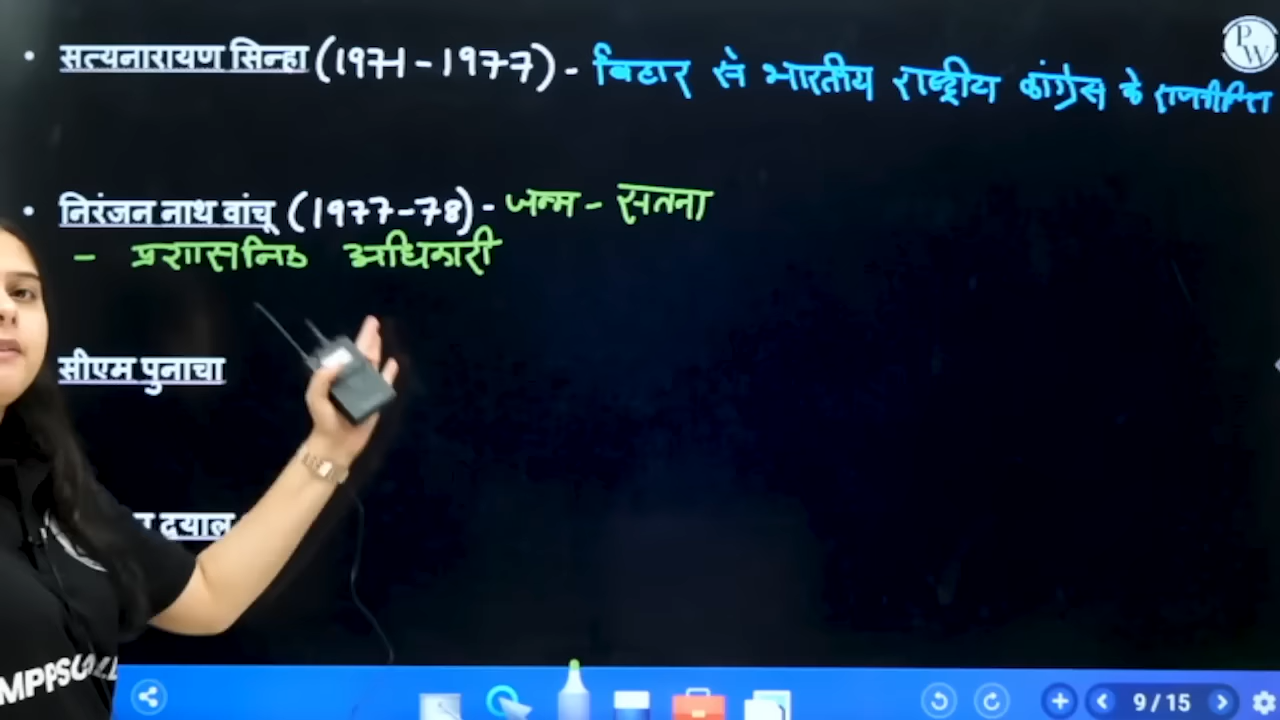 • सत्यनारायण सिन्हा (1971-1977) - बिहार से भारतीय राष्ट्रीय कांग्रेस के राजनीतिज्ञ
PW
• निरंजन नाथ वांचू (1977-78) - जन्म - सतना
- प्रशासनिक अधिकारी
सीएम पुनाचा
दयाल
MPPSC
9 / 15